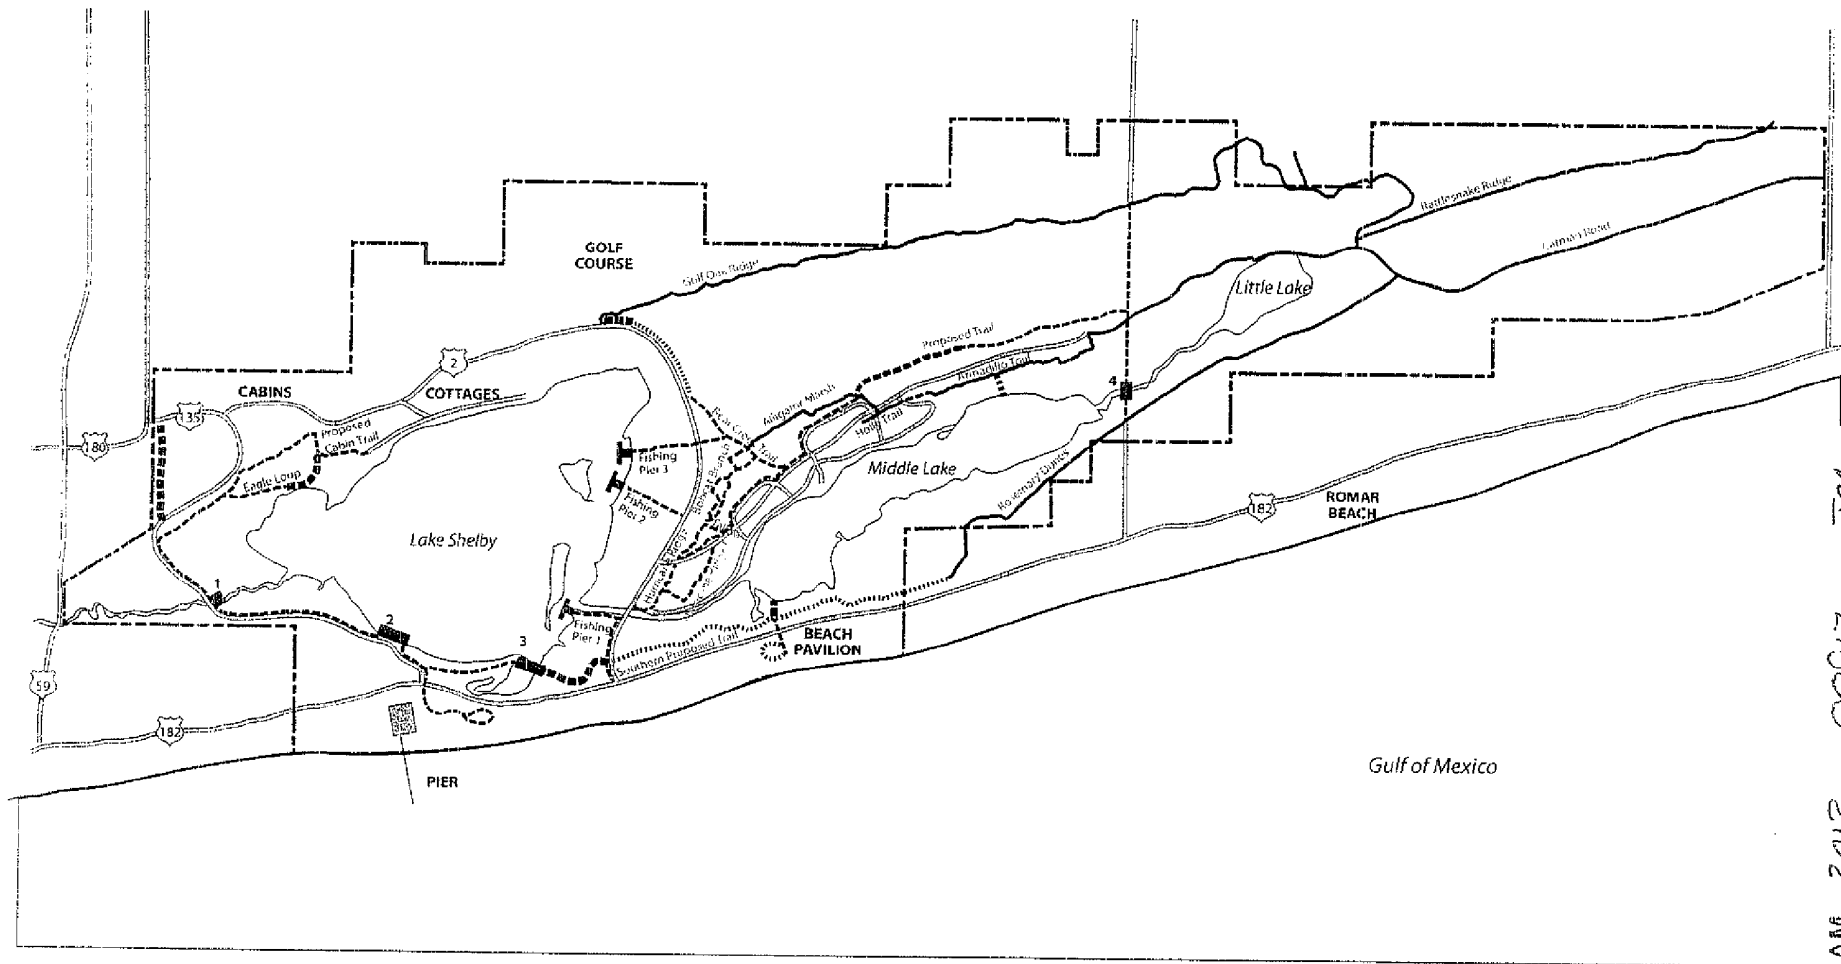 GOLF
COURSE
Gulf Oak Ridge
Rattlesnake Ridge
Catman Road
Little Lake
2
CABINS
COTTAGES
135
180
Proposed
Cabin Trail
Eagle Loop
Proposed Trail
Armadillo Trail
Alligator Marsh
Holly Trail
4
Fishing
Pier 3
Fishing
Pier 2
Middle Lake
Rosemary Dunes
182
ROMAR
BEACH
Lake Shelby
Hurricane Ridge
1
2
3
Fishing
Pier 1
Southern Proposed Trail
BEACH
PAVILION
59
182
PIER
Gulf of Mexico